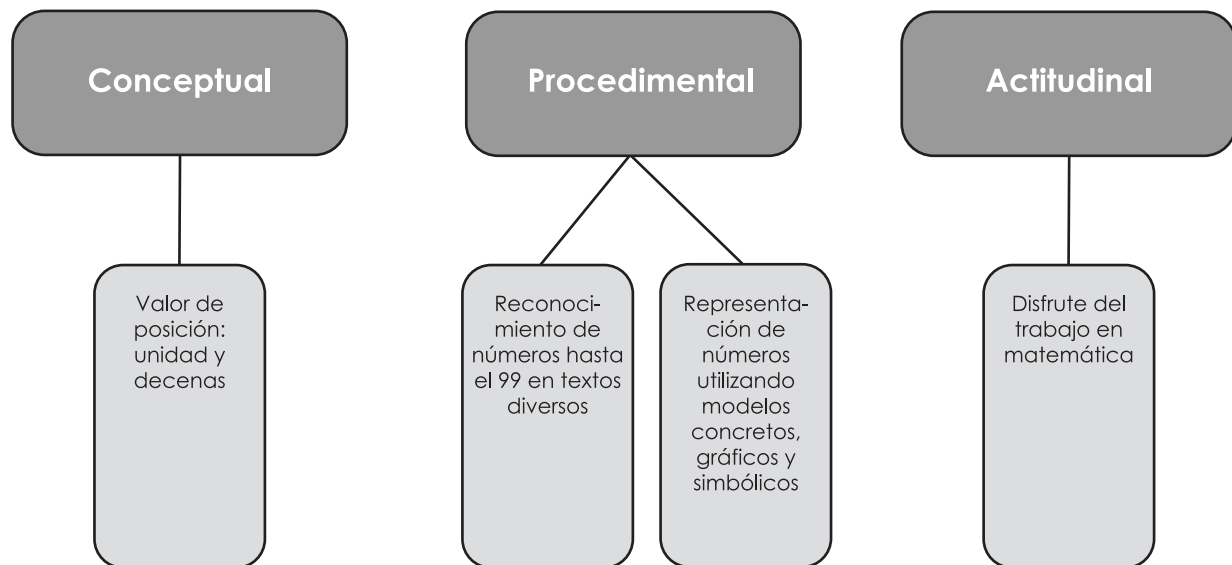 Conceptual
Procedimental
Actitudinal
Valor de
posición:
unidad y
decenas
Reconoci-
miento de
números hasta
el 99 en textos
diversos
Representa-
ción de
números
utilizando
modelos
concretos,
gráficos y
simbólicos
Disfrute del
trabajo en
matemática